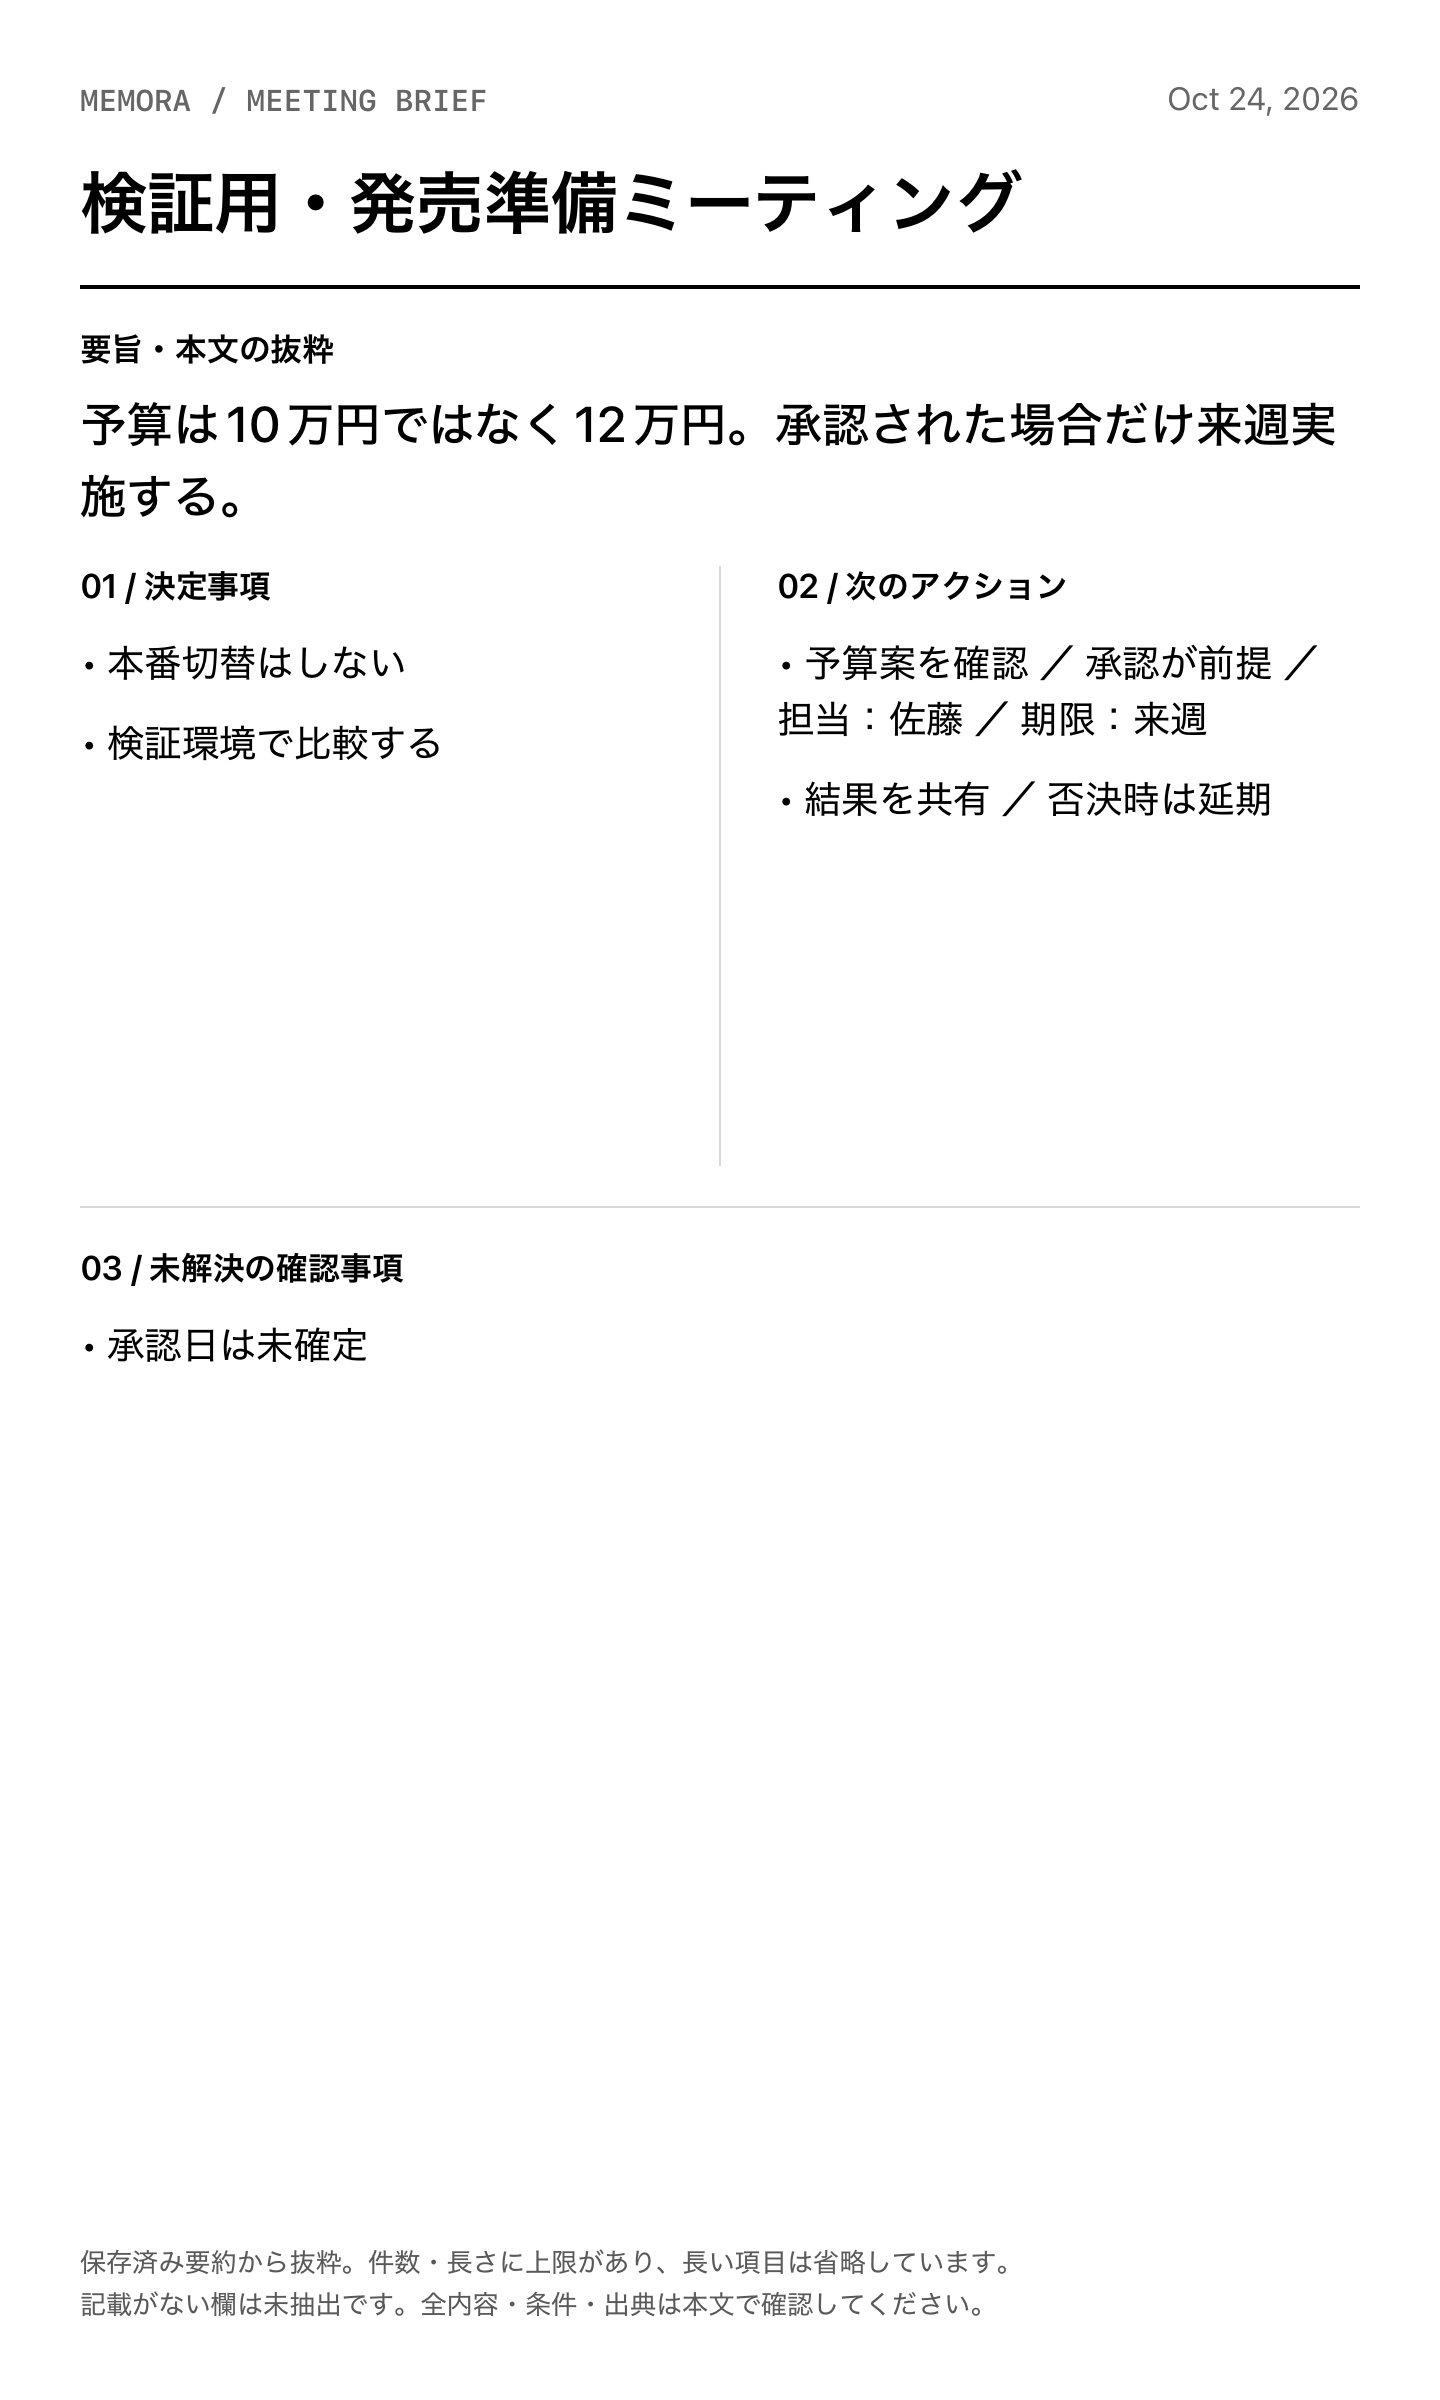 MEMORA / MEETING BRIEF
Oct 24, 2026
検証用・発売準備ミーティング
要旨・本文の抜粋
予算は10万円ではなく12万円。承認された場合だけ来週実
施する。
01 / 決定事項
・本番切替はしない
・検証環境で比較する
02 / 次のアクション
・予算案を確認 ／ 承認が前提 ／
担当：佐藤 ／ 期限：来週
・結果を共有 ／ 否決時は延期
03 / 未解決の確認事項
・承認日は未確定
保存済み要約から抜粋。件数・長さに上限があり、長い項目は省略しています。
記載がない欄は未抽出です。全内容・条件・出典は本文で確認してください。